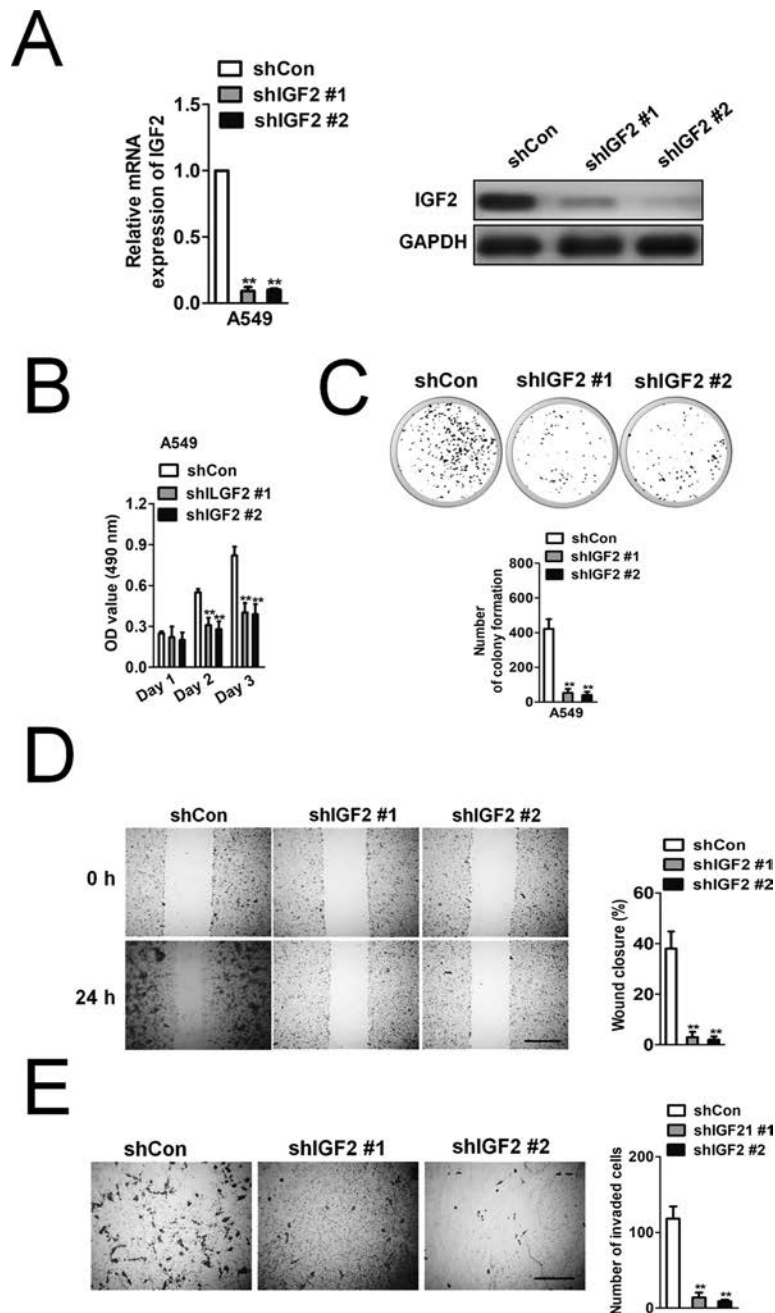 A
shCon
shIGF2 #1
shIGF2 #2
Relative mRNA
expression of IGF2
1.5
1.0
0.5
0.0
** **
A549
shCon shIGF2 #1 shIGF2 #2
IGF2
GAPDH
B
A549
shCon
shILGF2 #1
shIGF2 #2
OD value (490 nm)
1.2
0.9
0.6
0.3
0.0
** **
** **
Day 1 Day 2 Day 3
C
shCon shIGF2 #1 shIGF2 #2
shCon
shIGF2 #1
shIGF2 #2
Number
of colony formation
800
600
400
200
0
** **
A549
D
shCon shIGF2 #1 shIGF2 #2
0 h
24 h
shCon
shIGF2 #1
shIGF2 #2
Wound closure (%)
60
40
20
0
** **
E
shCon shIGF2 #1 shIGF2 #2
shCon
shIGF21 #1
shIGF2 #2
Number of invaded cells
200
100
0
** **